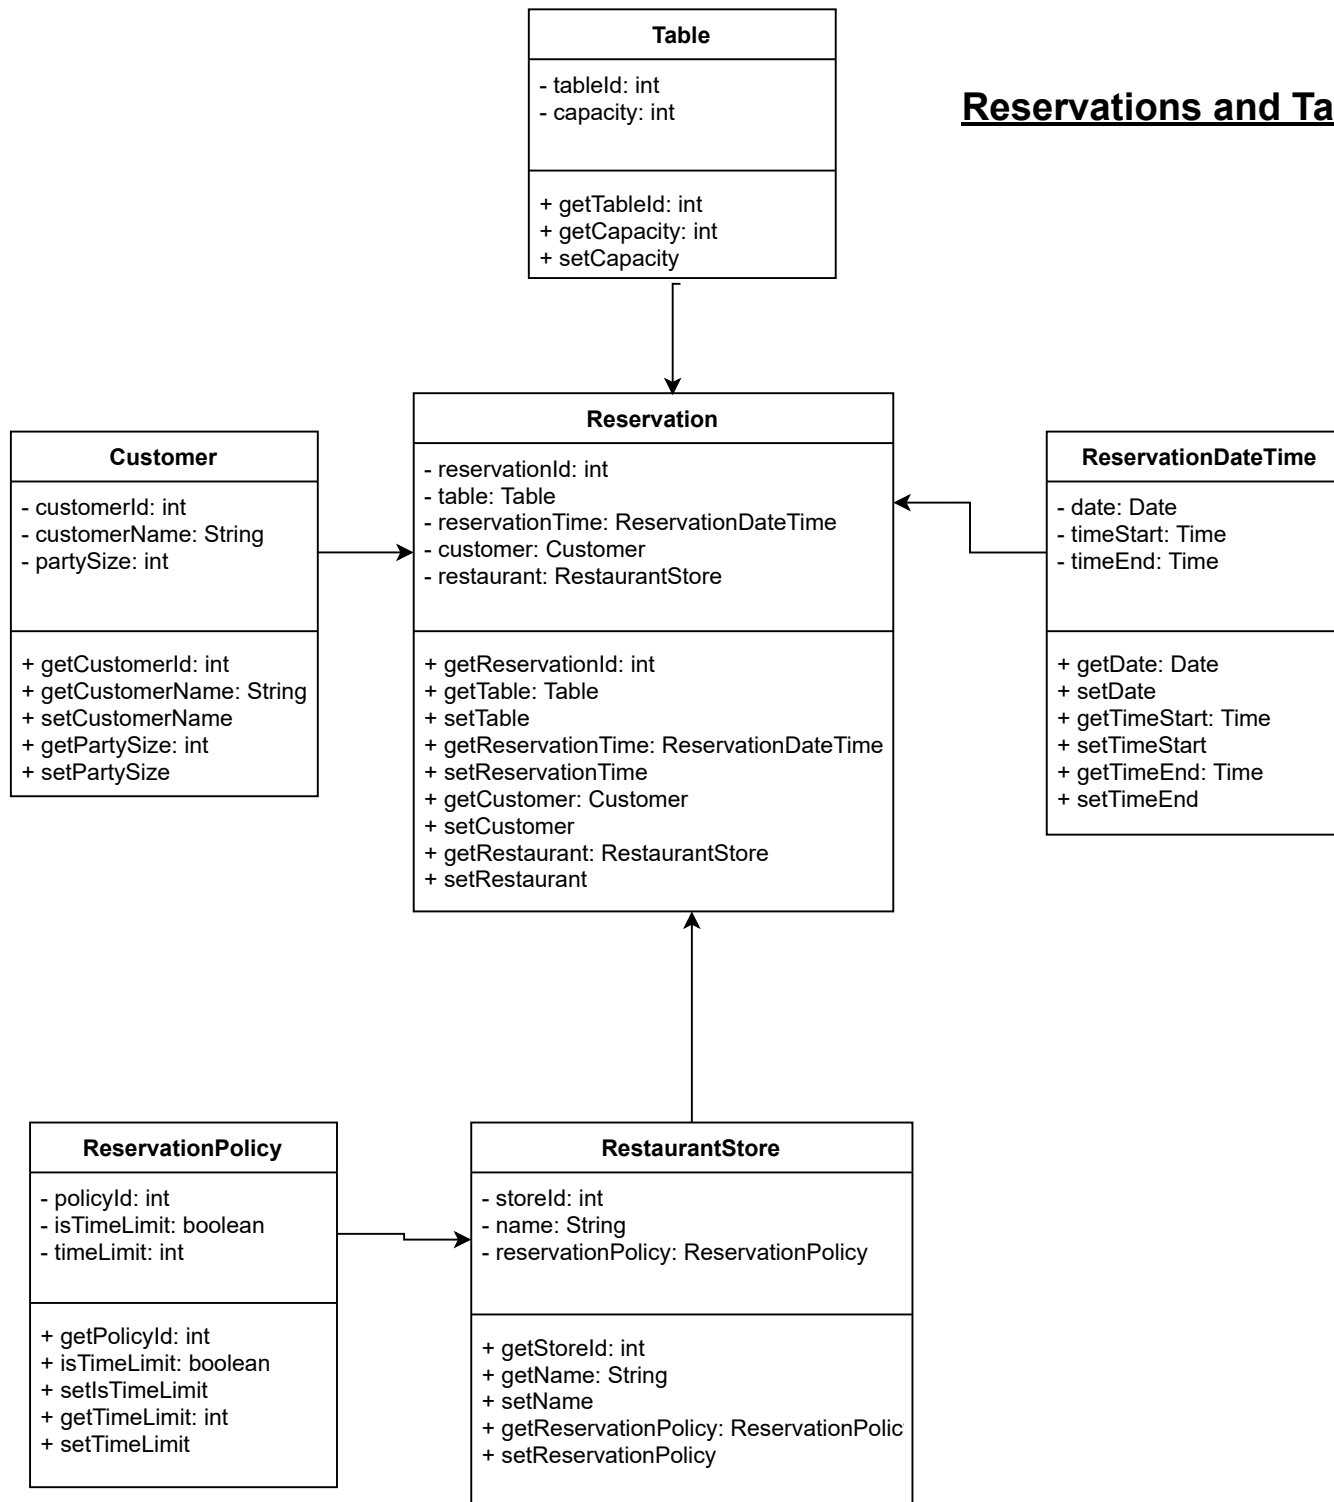 Table
- tableId: int
- capacity: int
+ getTableId: int
+ getCapacity: int
+ setCapacity
Reservations and Ta
Customer
- customerId: int
- customerName: String
- partySize: int
+ getCustomerId: int
+ getCustomerName: String
+ setCustomerName
+ getPartySize: int
+ setPartySize
Reservation
- reservationId: int
- table: Table
- reservationTime: ReservationDateTime
- customer: Customer
- restaurant: RestaurantStore
+ getReservationId: int
+ getTable: Table
+ setTable
+ getReservationTime: ReservationDateTime
+ setReservationTime
+ getCustomer: Customer
+ setCustomer
+ getRestaurant: RestaurantStore
+ setRestaurant
ReservationDateTime
- date: Date
- timeStart: Time
- timeEnd: Time
+ getDate: Date
+ setDate
+ getTimeStart: Time
+ setTimeStart
+ getTimeEnd: Time
+ setTimeEnd
ReservationPolicy
- policyId: int
- isTimeLimit: boolean
- timeLimit: int
+ getPolicyId: int
+ isTimeLimit: boolean
+ setIsTimeLimit
+ getTimeLimit: int
+ setTimeLimit
RestaurantStore
- storeId: int
- name: String
- reservationPolicy: ReservationPolicy
+ getStoreId: int
+ getName: String
+ setName
+ getReservationPolicy: ReservationPolic
+ setReservationPolicy